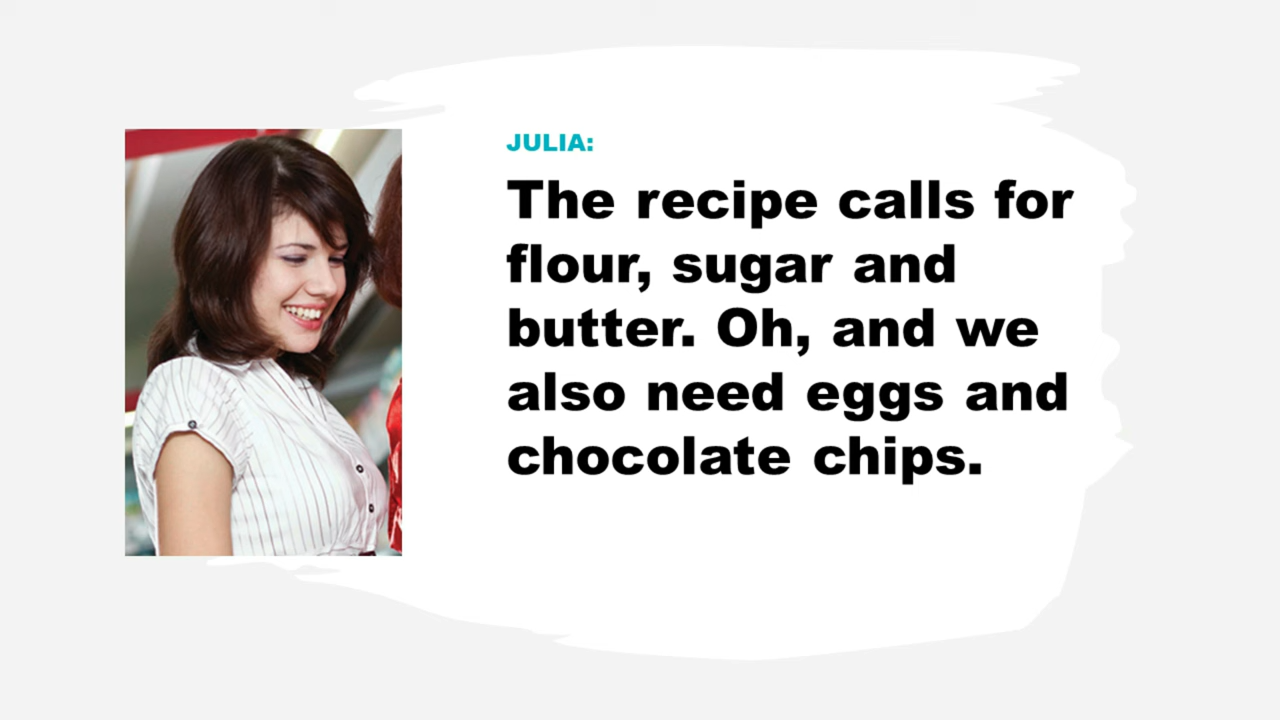 JULIA:
The recipe calls for
flour, sugar and
butter. Oh, and we
also need eggs and
chocolate chips.